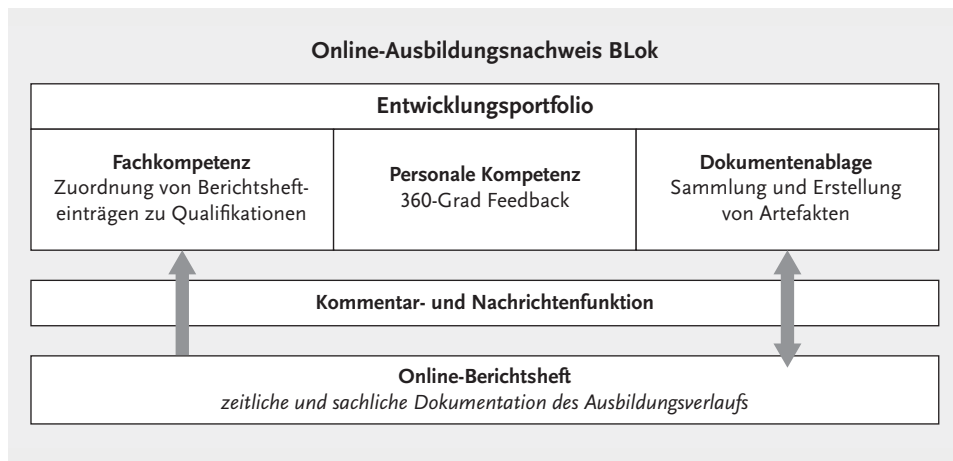 Online-Ausbildungsnachweis BLok
Entwicklungsportfolio
Fachkompetenz
Zuordnung von Berichtsheft-
einträgen zu Qualifikationen
Personale Kompetenz
360-Grad Feedback
Dokumentenablage
Sammlung und Erstellung
von Artefakten
Kommentar- und Nachrichtenfunktion
Online-Berichtsheft
zeitliche und sachliche Dokumentation des Ausbildungsverlaufs